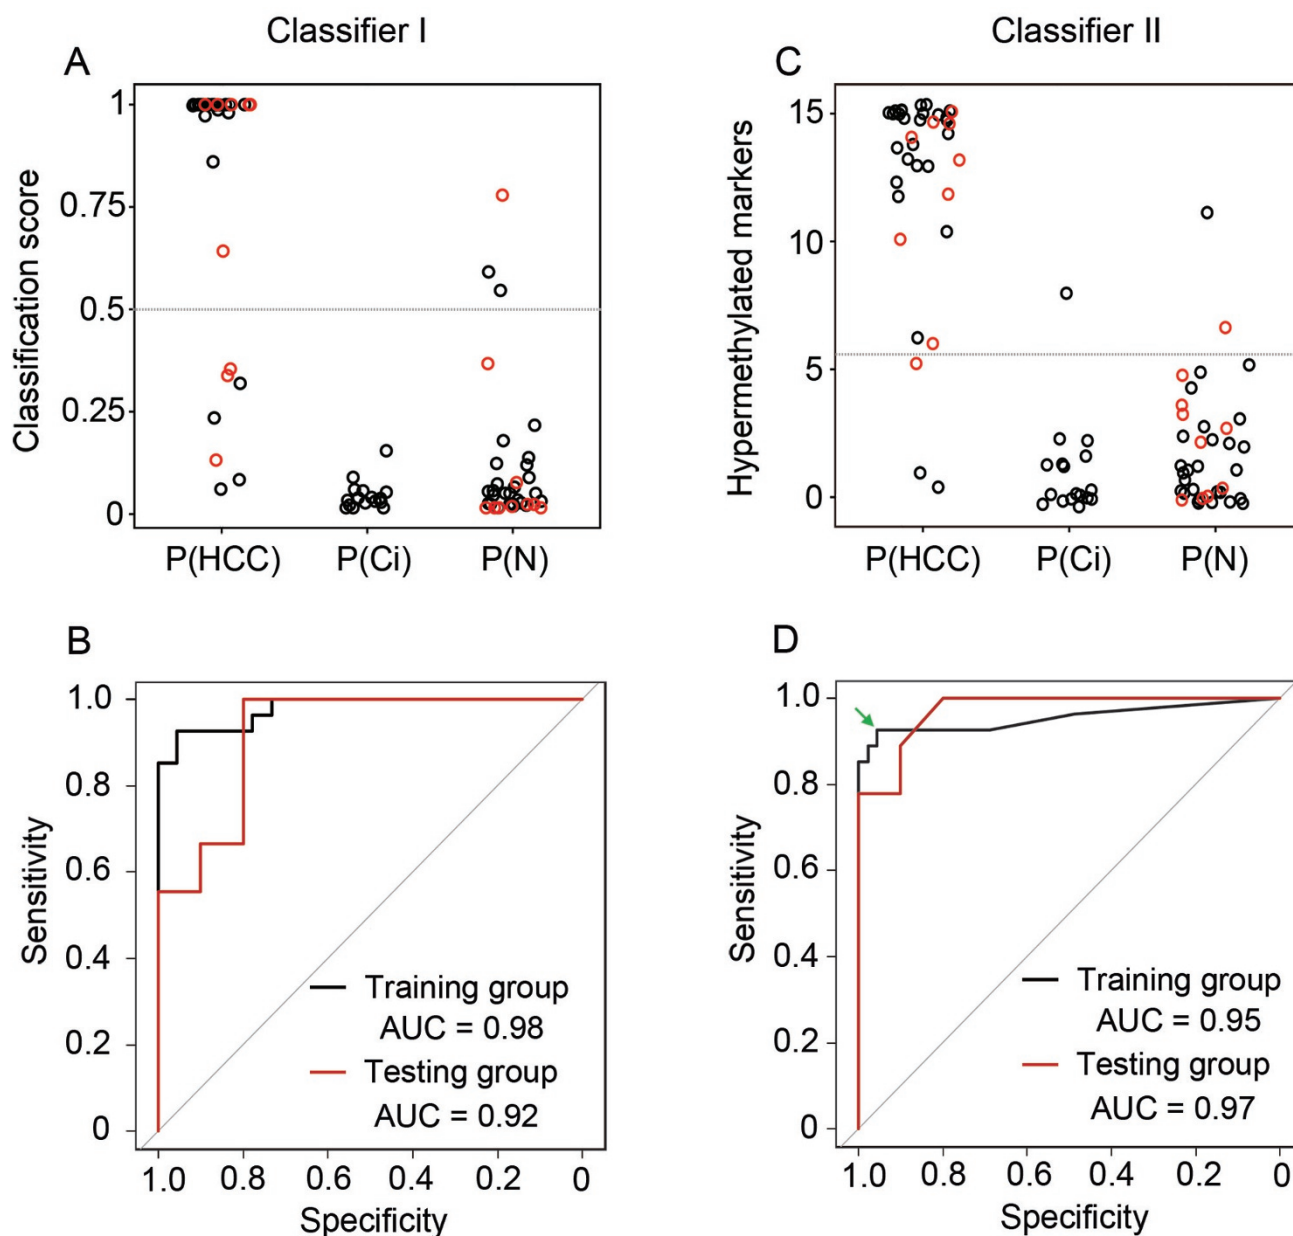 Classifier I
A
Classification score
1
0.75
0.5
0.25
0
P(HCC) P(Ci) P(N)
Classifier II
C
Hypermethylated markers
15
10
5
0
P(HCC) P(Ci) P(N)
B
Sensitivity
1.0
0.8
0.6
0.4
0.2
0
Training group
AUC = 0.98
Testing group
AUC = 0.92
1.0 0.8 0.6 0.4 0.2 0
Specificity
D
Sensitivity
1.0
0.8
0.6
0.4
0.2
0
Training group
AUC = 0.95
Testing group
AUC = 0.97
1.0 0.8 0.6 0.4 0.2 0
Specificity